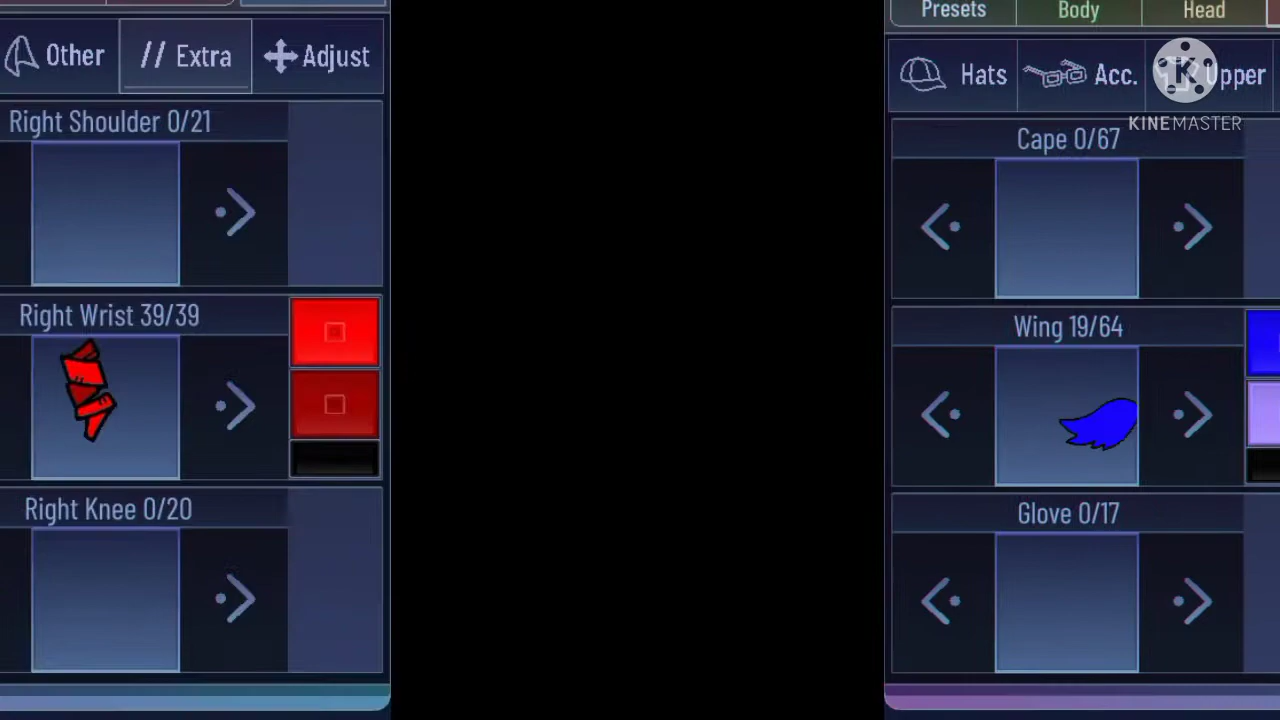 Other
Extra
Adjust
Right Shoulder 0/21
Right Wrist 39/39
Right Knee 0/20
Presets
Body
Head
Hats
Acc.
Upper
K
KINEMASTER
Cape 0/67
Wing 19/64
Glove 0/17